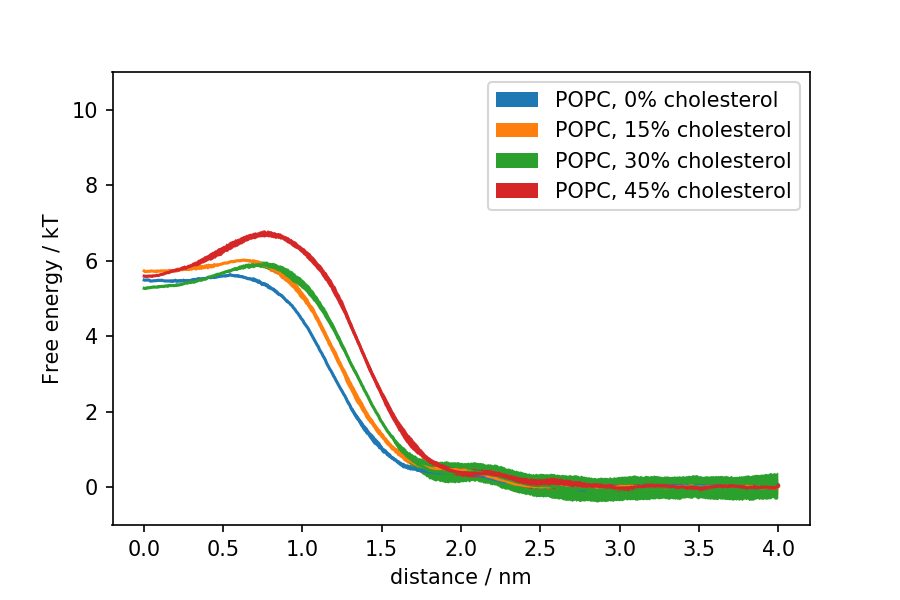 POPC, 0% cholesterol
POPC, 15% cholesterol
POPC, 30% cholesterol
POPC, 45% cholesterol
Free energy / kT
10
8
6
4
2
0
0.0 0.5 1.0 1.5 2.0 2.5 3.0 3.5 4.0
distance / nm